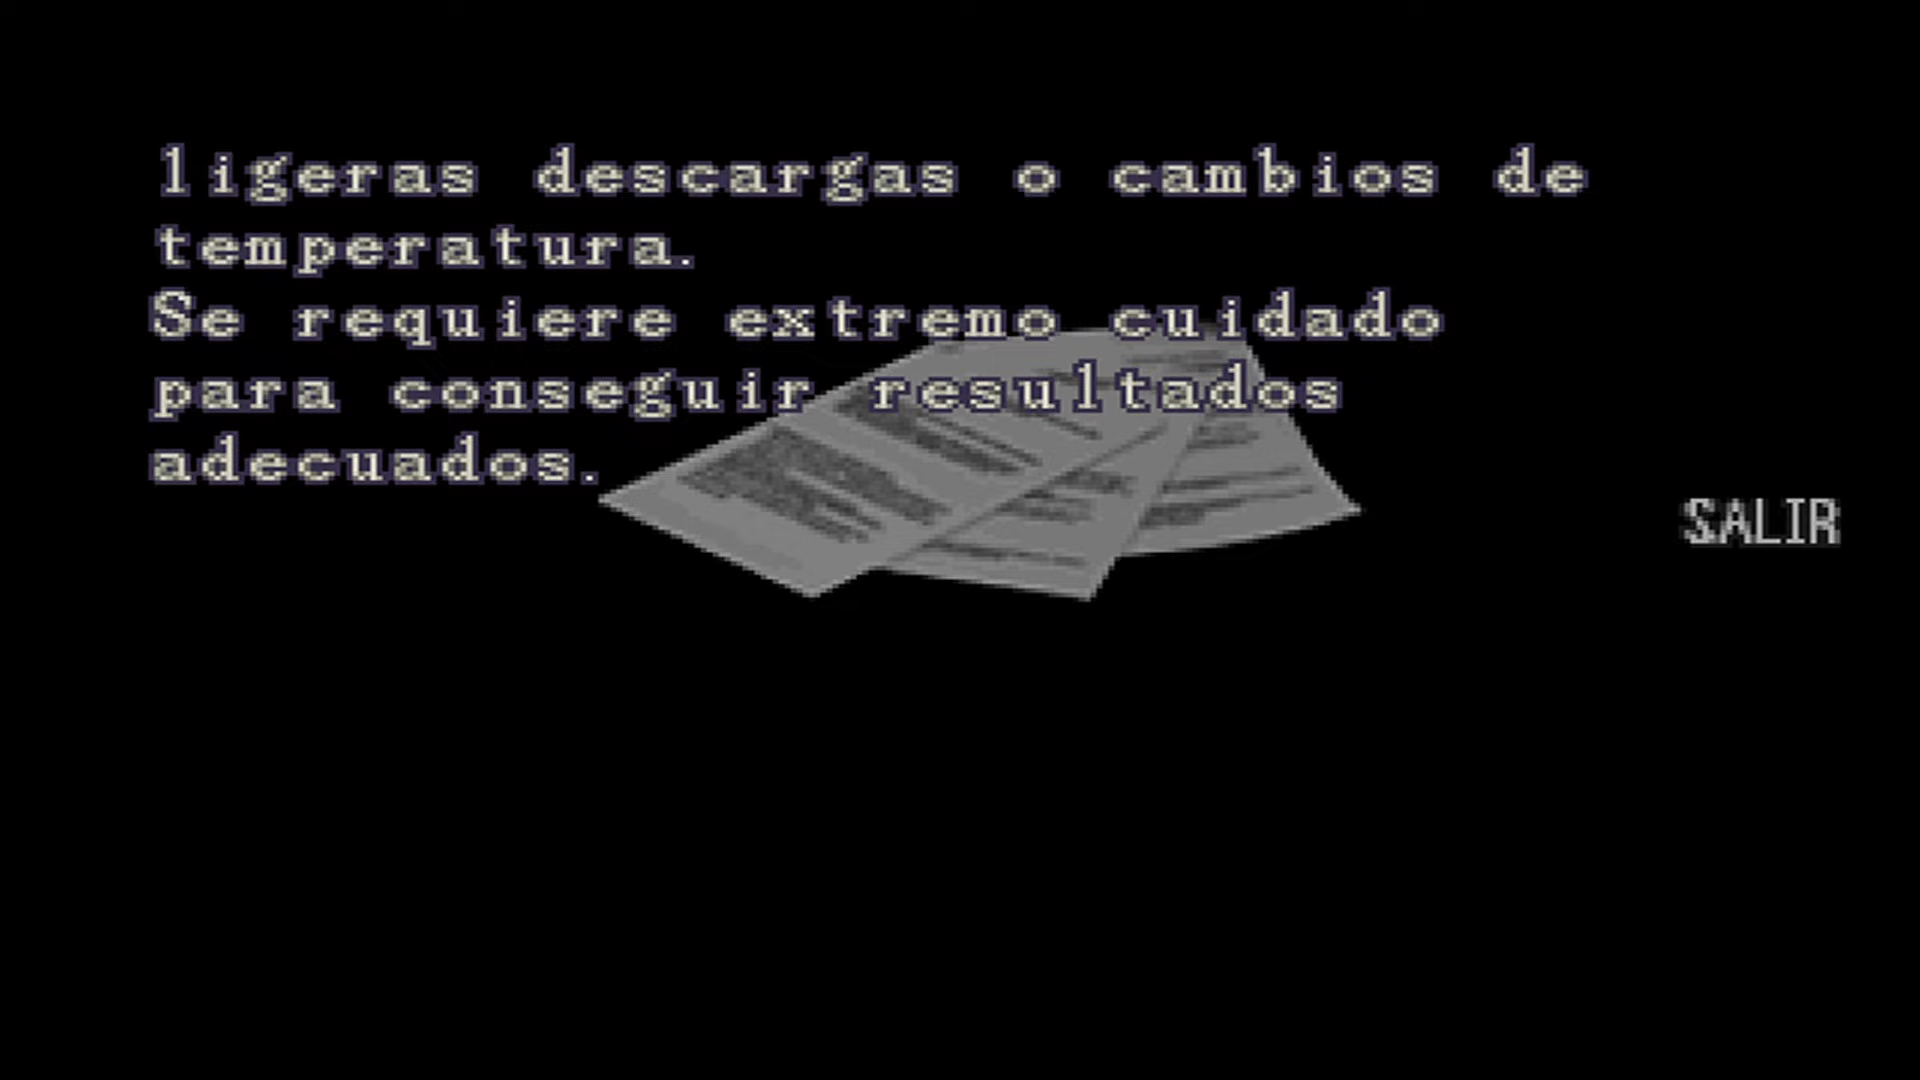 ligeras descargas o cambios de
temperatura.
Se requiere extremo cuidado
para conseguir resultados
adecuados.
SALIR